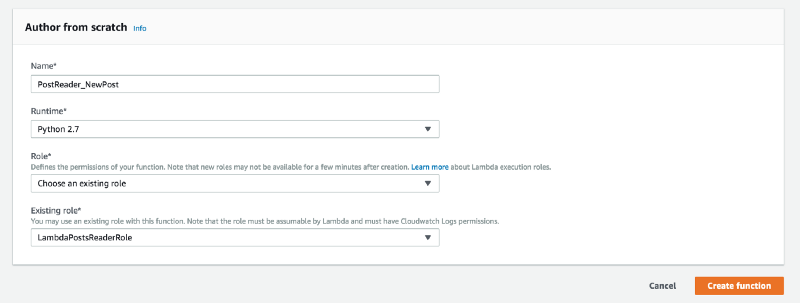 Author from scratch Info
Name*
PostReader_NewPost
Runtime*
Python 2.7
Role*
Defines the permissions of your function. Note that new roles may not be available for a few minutes after creation. Learn more about Lambda execution roles.
Choose an existing role
Existing role*
You may use an existing role with this function. Note that the role must be assumable by Lambda and must have Cloudwatch Logs permissions.
LambdaPostsReaderRole
Cancel Create function